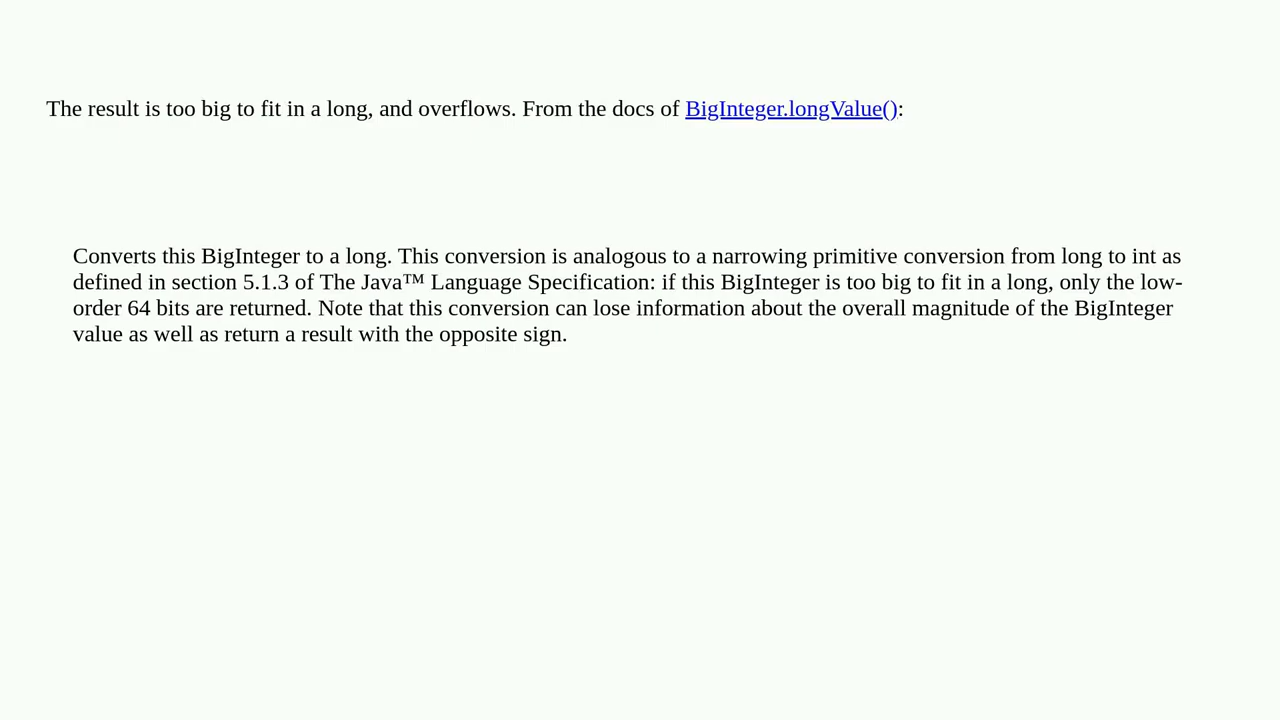 The result is too big to fit in a long, and overflows. From the docs of BigInteger.longValue():
Converts this BigInteger to a long. This conversion is analogous to a narrowing primitive conversion from long to int as
defined in section 5.1.3 of The Java™ Language Specification: if this BigInteger is too big to fit in a long, only the low-
order 64 bits are returned. Note that this conversion can lose information about the overall magnitude of the BigInteger
value as well as return a result with the opposite sign.